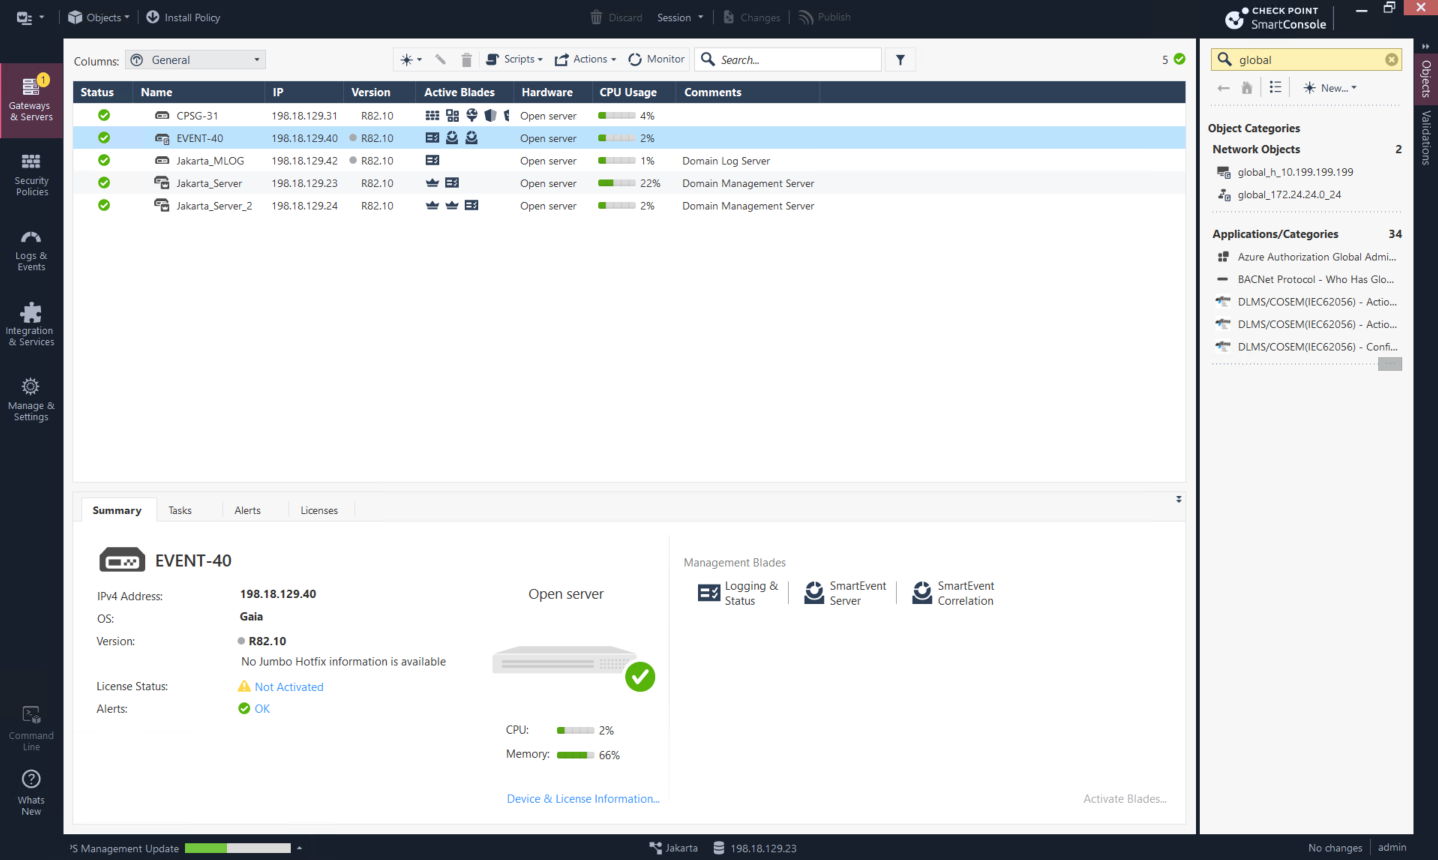 Objects
Install Policy
Discard
Session
Changes
Publish
CHECK POINT
SmartConsole
Columns:
General
Scripts
Actions
Monitor
Search...
5
Status Name IP Version Active Blades Hardware CPU Usage Comments
CPSG-31 198.18.129.31 R82.10 Open server 4%
EVENT-40 198.18.129.40 R82.10 Open server 2%
Jakarta_MLOG 198.18.129.42 R82.10 Open server 1% Domain Log Server
Jakarta_Server 198.18.129.23 R82.10 Open server 22% Domain Management Server
Jakarta_Server_2 198.18.129.24 R82.10 Open server 2% Domain Management Server
1
Gateways
& Servers
Security
Policies
Logs &
Events
Integration
& Services
Manage &
Settings
Command
Line
Whats
New
Summary Tasks Alerts Licenses
EVENT-40
IPv4 Address: 198.18.129.40
OS: Gaia
Version: R82.10
No Jumbo Hotfix information is available
License Status: Not Activated
Alerts: OK
Open server
CPU: 2%
Memory: 66%
Device & License Information...
Management Blades
Logging &
Status
SmartEvent
Server
SmartEvent
Correlation
Activate Blades...
global
New...
Object Categories
Network Objects 2
global_h_10.199.199.199
global_172.24.24.0_24
Applications/Categories 34
Azure Authorization Global Admi...
BACNet Protocol - Who Has Glo...
DLMS/COSEM(IEC62056) - Actio...
DLMS/COSEM(IEC62056) - Actio...
DLMS/COSEM(IEC62056) - Confi...
Objects
Validations
PS Management Update
Jakarta
198.18.129.23
No changes
admin